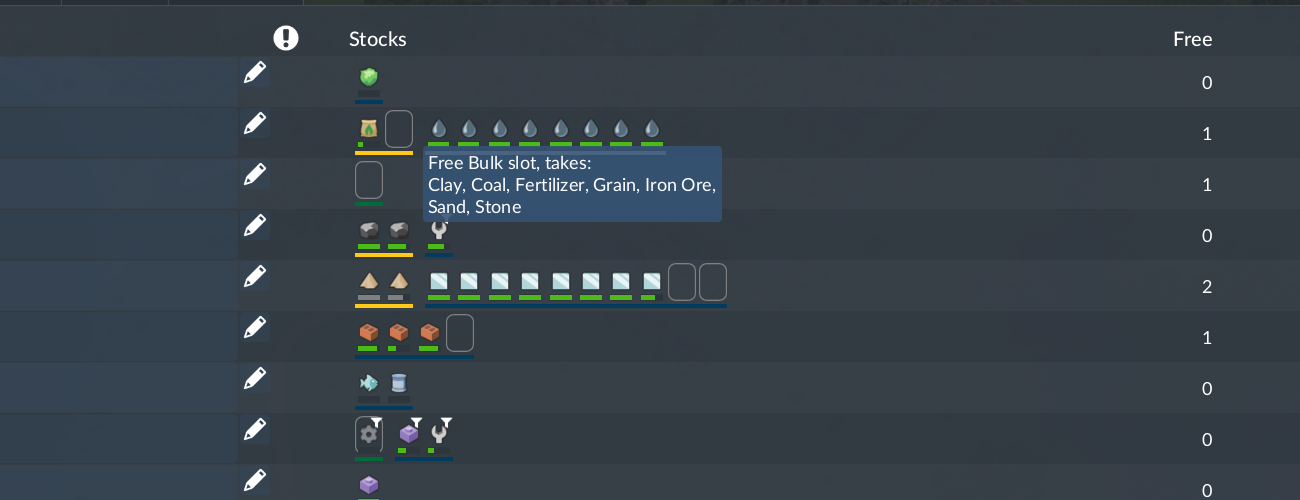 Stocks Free
0
1
Free Bulk slot, takes:
Clay, Coal, Fertilizer, Grain, Iron Ore,
Sand, Stone
1
0
2
1
0
0
0